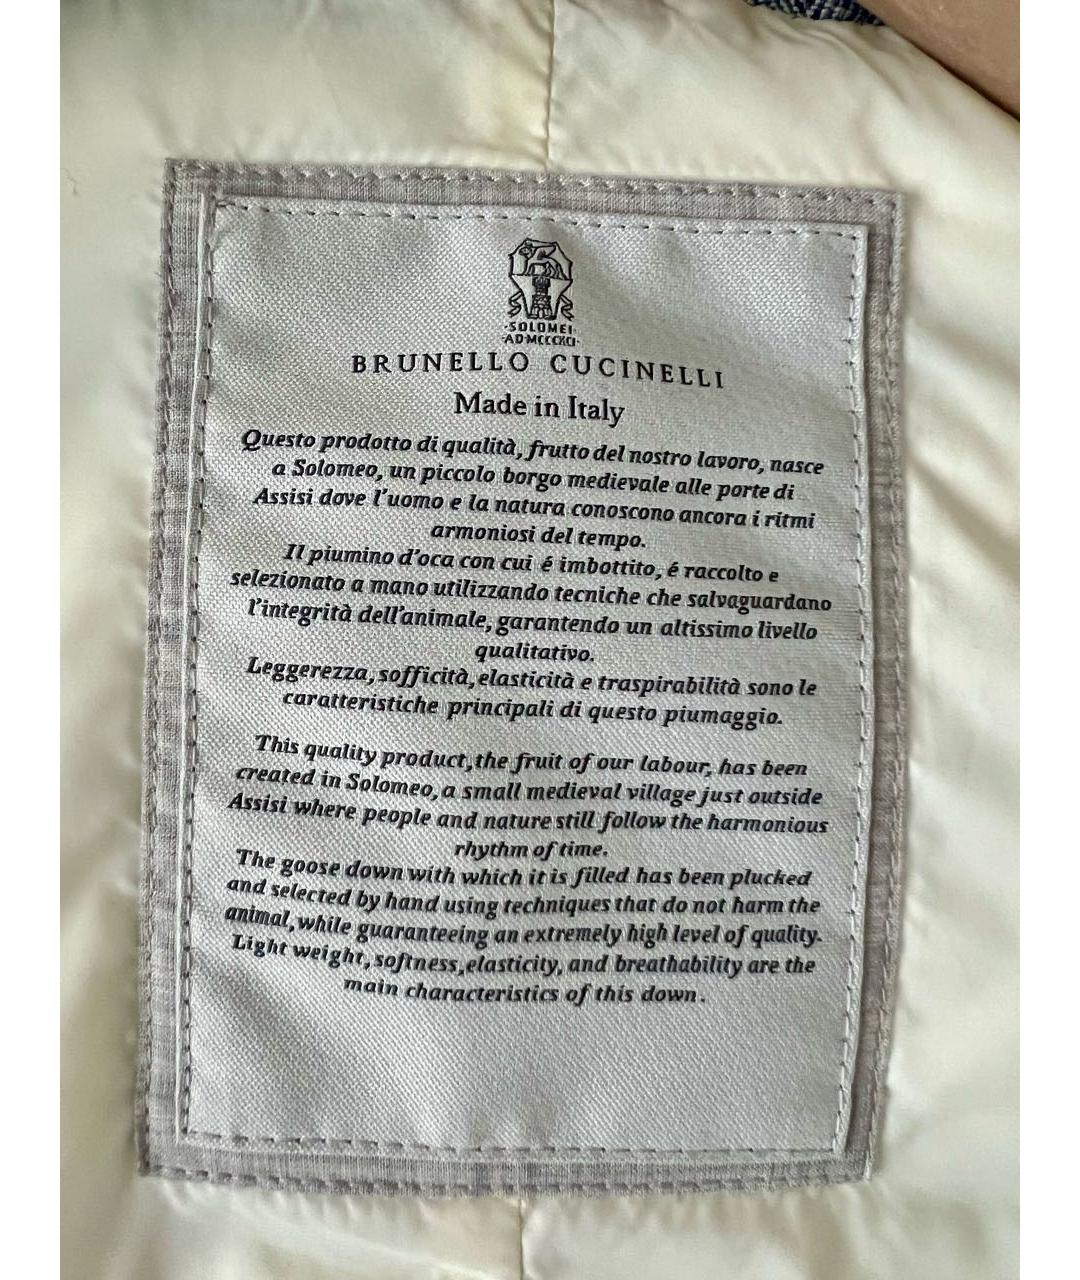 ·SOLOMEI·
·AD·MCCCXCI·
BRUNELLO CUCINELLI
Made in Italy
Questo prodotto di qualità, frutto del nostro lavoro, nasce
a Solomeo, un piccolo borgo medievale alle porte di
Assisi dove l'uomo e la natura conoscono ancora i ritmi
armoniosi del tempo.
Il piumino d'oca con cui é imbottito, é raccolto e
selezionato a mano utilizzando tecniche che salvaguardano
l'integrità dell'animale, garantendo un altissimo livello
qualitativo.
Leggerezza, sofficità, elasticità e traspirabilità sono le
caratteristiche principali di questo piumaggio.
This quality product, the fruit of our labour, has been
created in Solomeo, a small medieval village just outside
Assisi where people and nature still follow the harmonious
rhythm of time.
The goose down with which it is filled has been plucked
and selected by hand using techniques that do not harm the
animal, while guaranteeing an extremely high level of quality.
Light weight, softness, elasticity, and breathability are the
main characteristics of this down.